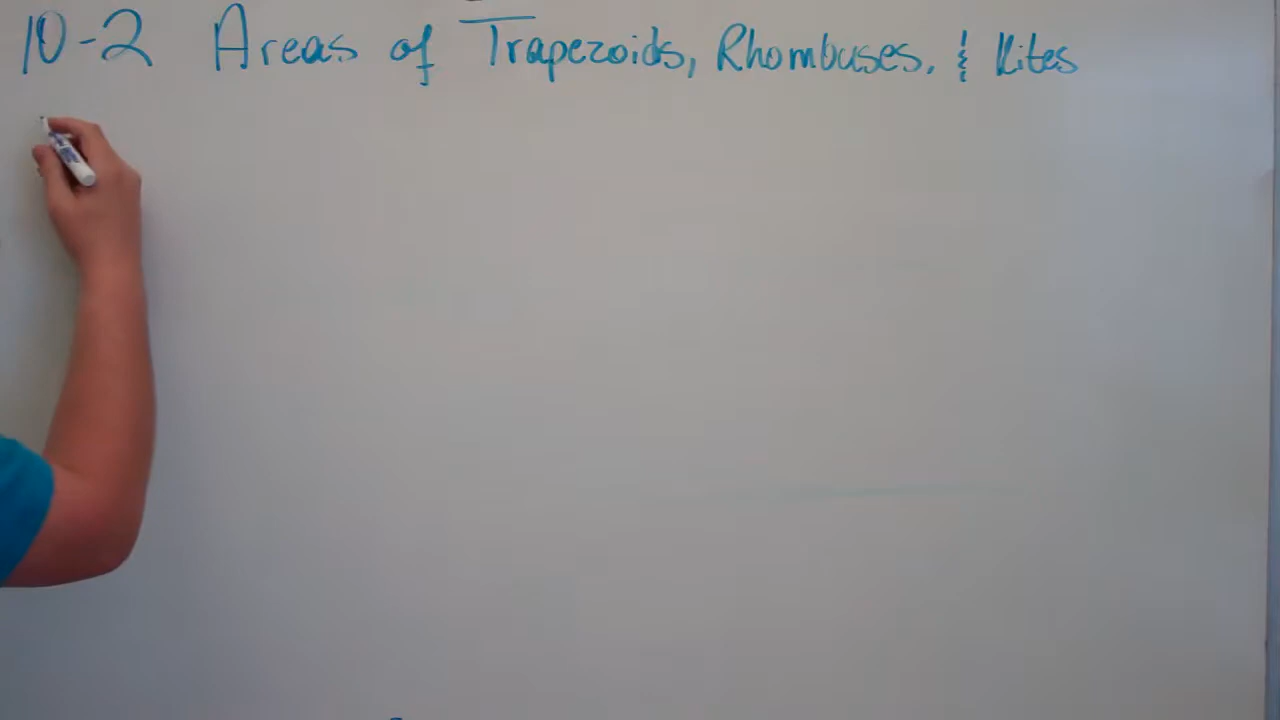 10-2 Areas of Trapezoids, Rhombuses, & Kites